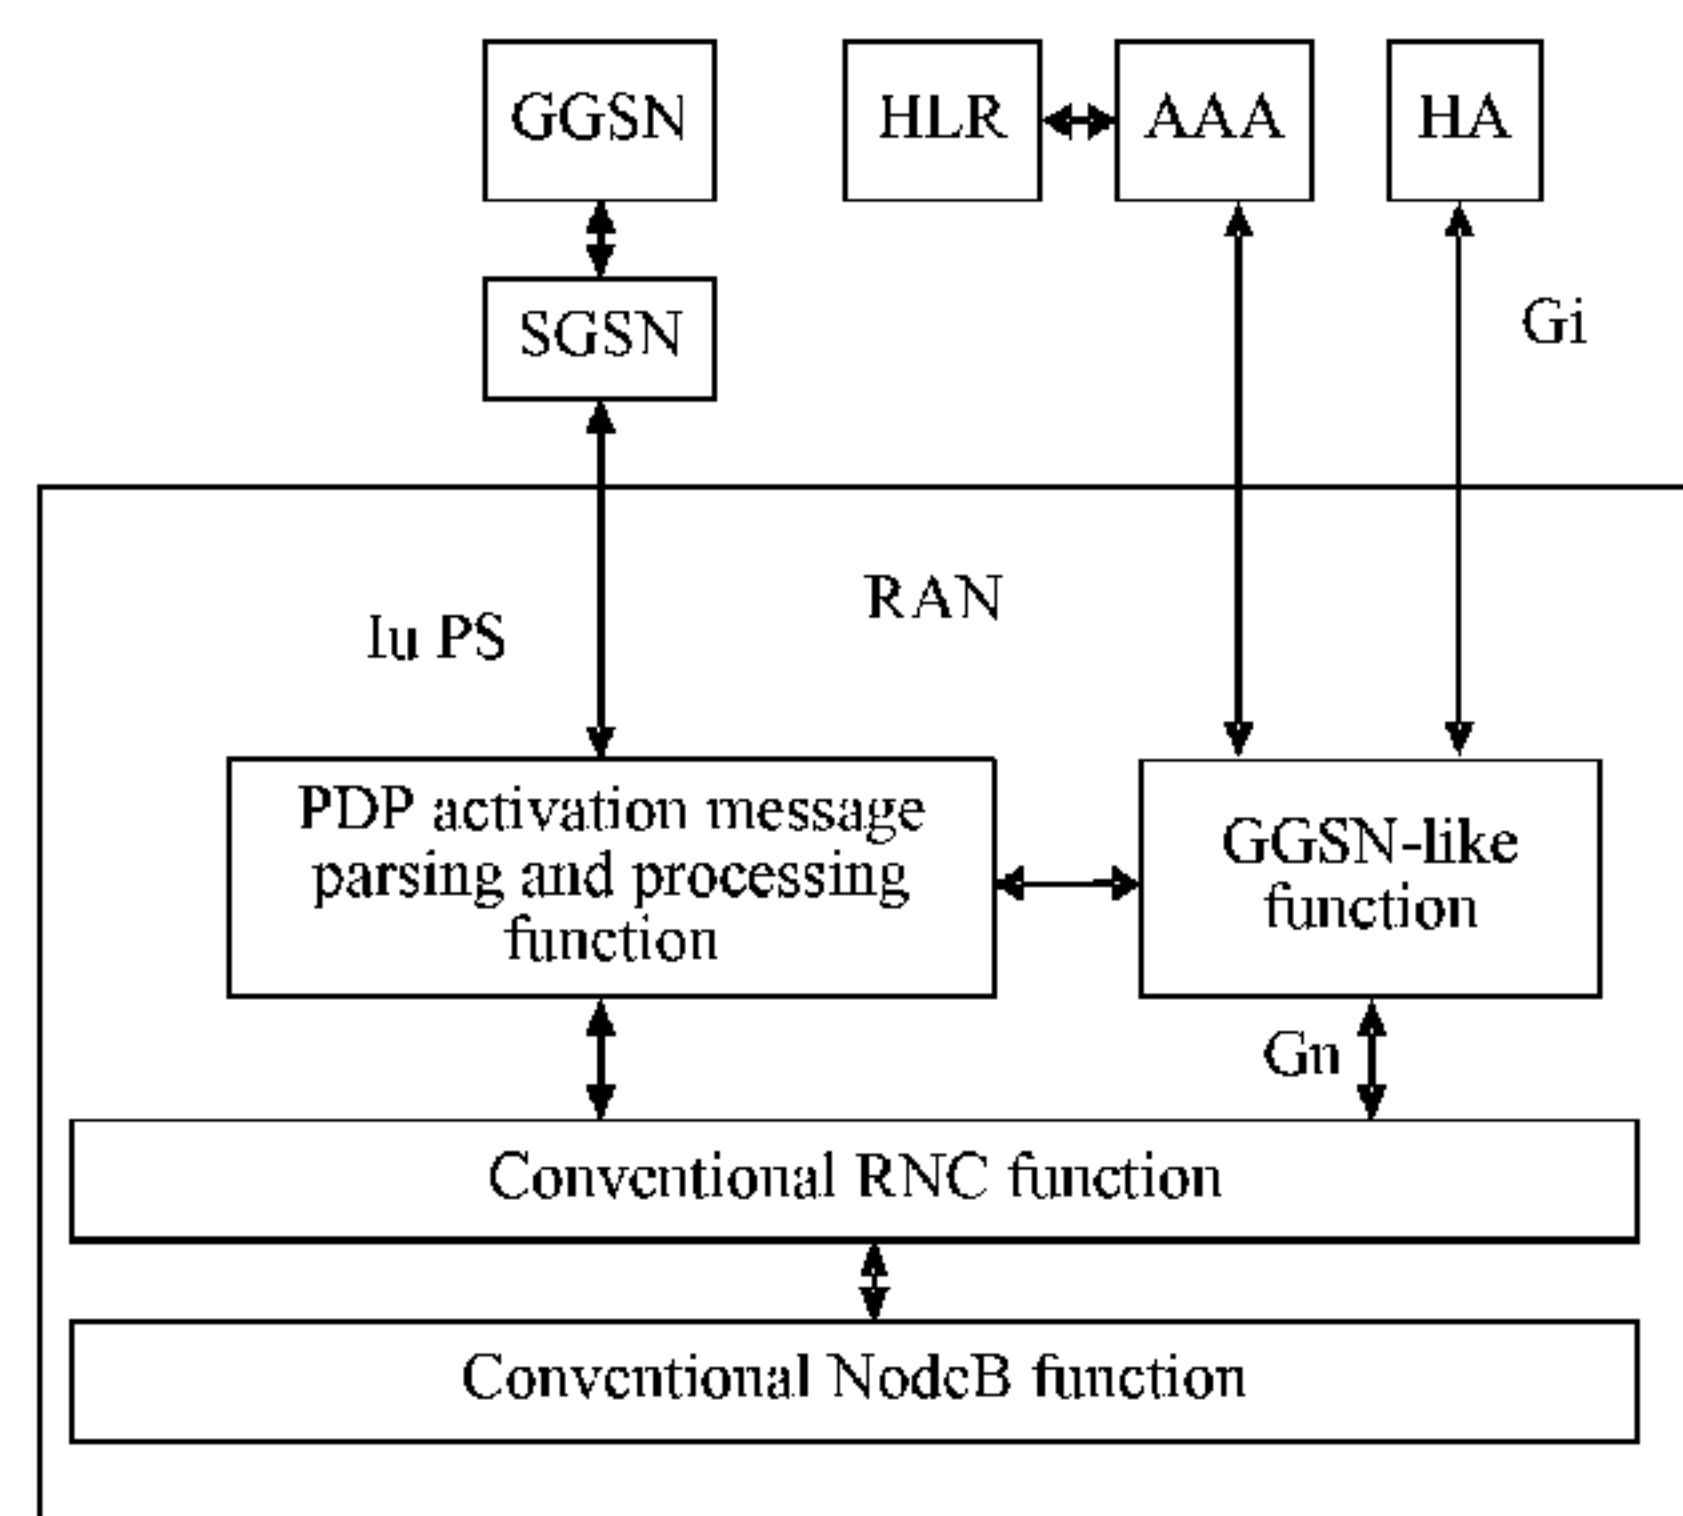 GGSN
HLR
AAA
HA
SGSN
Gi
RAN
Iu PS
PDP activation message
parsing and processing
function
GGSN-like
function
Gn
Conventional RNC function
Conventional NodeB function